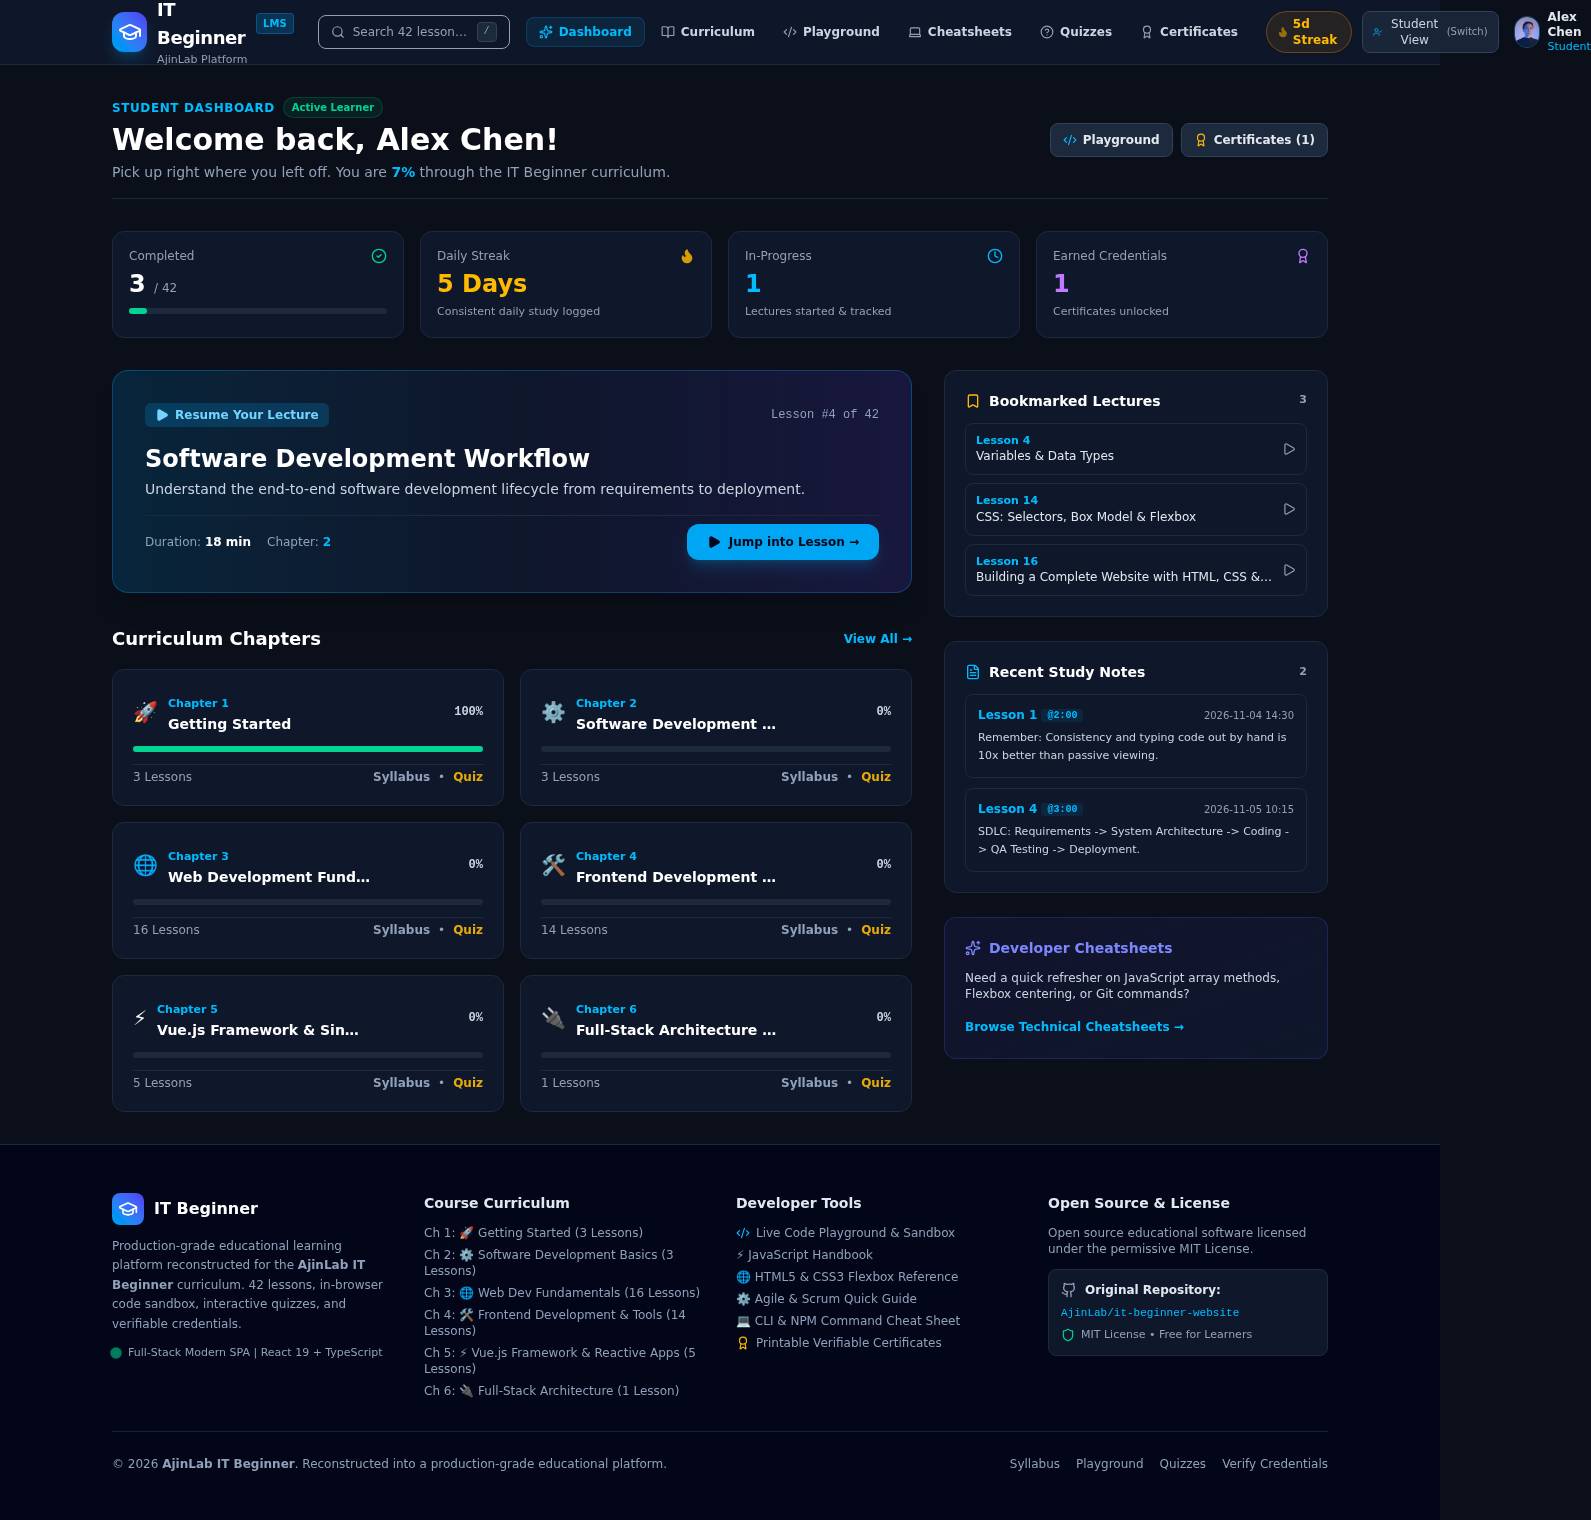 IT
Beginner
LMS
AjinLab Platform
Search 42 lesson...
/
Dashboard
Curriculum
Playground
Cheatsheets
Quizzes
Certificates
5d
Streak
Student
View
(Switch)
Alex
Chen
Student
STUDENT DASHBOARD
Active Learner
Welcome back, Alex Chen!
Pick up right where you left off. You are 7% through the IT Beginner curriculum.
Playground
Certificates (1)
Completed
3 / 42
Daily Streak
5 Days
Consistent daily study logged
In-Progress
1
Lectures started & tracked
Earned Credentials
1
Certificates unlocked
Resume Your Lecture
Lesson #4 of 42
Software Development Workflow
Understand the end-to-end software development lifecycle from requirements to deployment.
Duration: 18 min Chapter: 2
Jump into Lesson →
Curriculum Chapters
View All →
Chapter 1
Getting Started
100%
3 Lessons
Syllabus • Quiz
Chapter 2
Software Development ...
0%
3 Lessons
Syllabus • Quiz
Chapter 3
Web Development Fund...
0%
16 Lessons
Syllabus • Quiz
Chapter 4
Frontend Development ...
0%
14 Lessons
Syllabus • Quiz
Chapter 5
Vue.js Framework & Sin...
0%
5 Lessons
Syllabus • Quiz
Chapter 6
Full-Stack Architecture ...
0%
1 Lessons
Syllabus • Quiz
Bookmarked Lectures
3
Lesson 4
Variables & Data Types
Lesson 14
CSS: Selectors, Box Model & Flexbox
Lesson 16
Building a Complete Website with HTML, CSS &...
Recent Study Notes
2
Lesson 1 @2:00
2026-11-04 14:30
Remember: Consistency and typing code out by hand is
10x better than passive viewing.
Lesson 4 @3:00
2026-11-05 10:15
SDLC: Requirements -> System Architecture -> Coding -
> QA Testing -> Deployment.
Developer Cheatsheets
Need a quick refresher on JavaScript array methods,
Flexbox centering, or Git commands?
Browse Technical Cheatsheets →
IT Beginner
Production-grade educational learning
platform reconstructed for the AjinLab IT
Beginner curriculum. 42 lessons, in-browser
code sandbox, interactive quizzes, and
verifiable credentials.
Full-Stack Modern SPA | React 19 + TypeScript
Course Curriculum
Ch 1: 🚀 Getting Started (3 Lessons)
Ch 2: ⚙️ Software Development Basics (3
Lessons)
Ch 3: 🌐 Web Dev Fundamentals (16 Lessons)
Ch 4: 🛠️ Frontend Development & Tools (14
Lessons)
Ch 5: ⚡ Vue.js Framework & Reactive Apps (5
Lessons)
Ch 6: 🔌 Full-Stack Architecture (1 Lesson)
Developer Tools
Live Code Playground & Sandbox
⚡ JavaScript Handbook
🌐 HTML5 & CSS3 Flexbox Reference
⚙️ Agile & Scrum Quick Guide
💻 CLI & NPM Command Cheat Sheet
Printable Verifiable Certificates
Open Source & License
Open source educational software licensed
under the permissive MIT License.
Original Repository:
AjinLab/it-beginner-website
MIT License • Free for Learners
© 2026 AjinLab IT Beginner. Reconstructed into a production-grade educational platform.
Syllabus
Playground
Quizzes
Verify Credentials